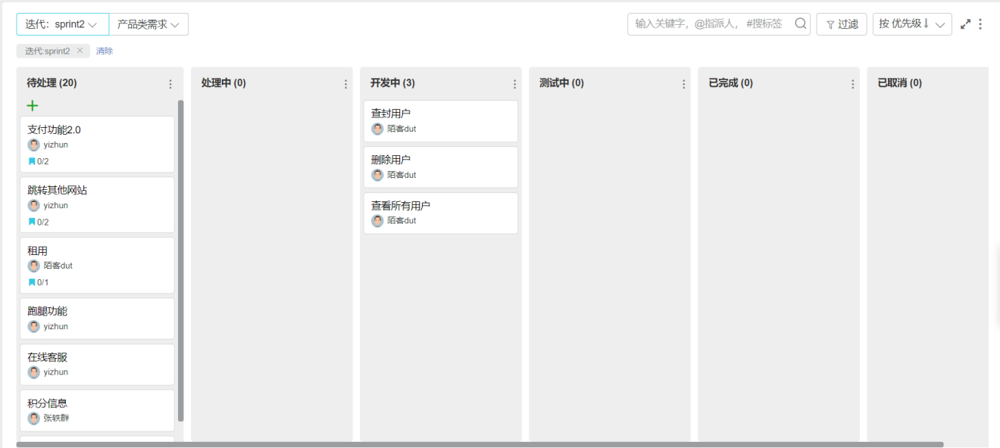 迭代：sprint2
产品类需求
输入关键字，@指派人， #搜标签
过滤
按 优先级
迭代:sprint2
清除
待处理 (20)
支付功能2.0
yizhun
0/2
跳转其他网站
yizhun
0/2
租用
陌客dut
0/1
跑腿功能
yizhun
在线客服
yizhun
积分信息
张轶群
处理中 (0)
开发中 (3)
查封用户
陌客dut
删除用户
陌客dut
查看所有用户
陌客dut
测试中 (0)
已完成 (0)
已取消 (0)